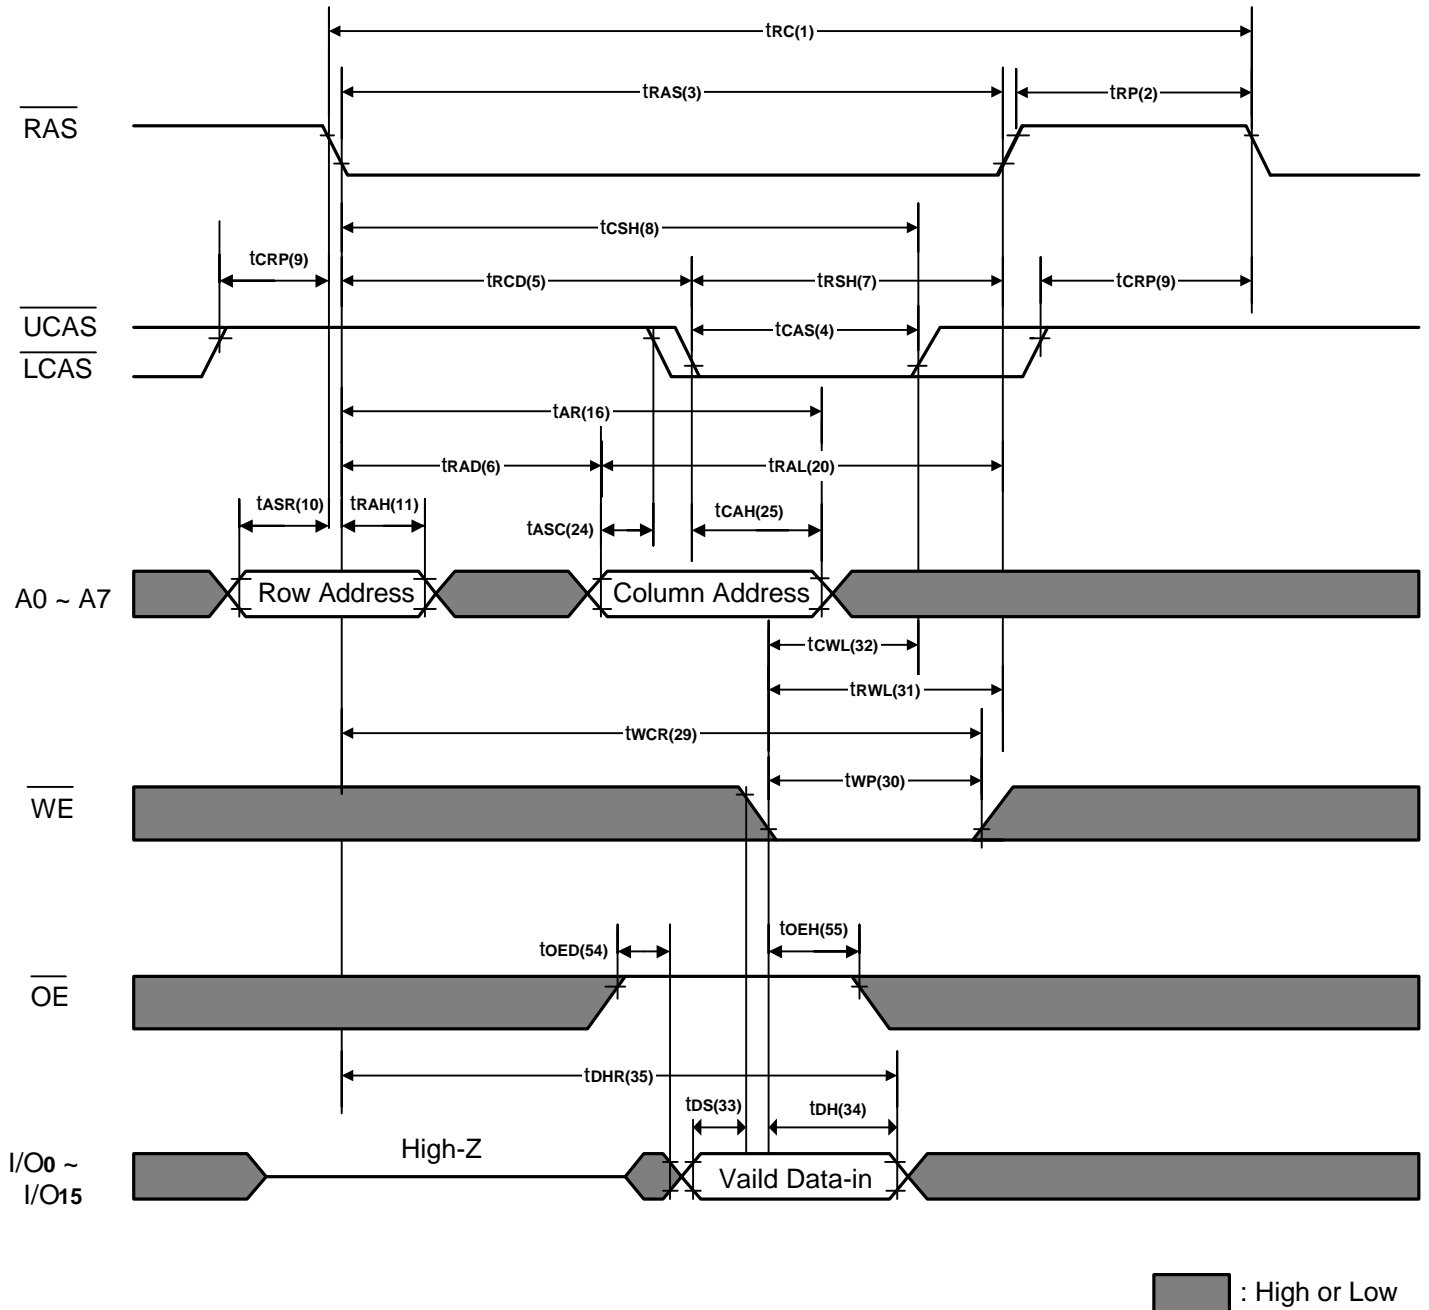 tRC(1)
tRAS(3)
tRP(2)
RAS
tCSH(8)
tCRP(9)
tRCD(5)
tRSH(7)
tCRP(9)
UCAS
tCAS(4)
LCAS
tAR(16)
tRAD(6)
tRAL(20)
tASR(10)
tRAH(11)
tASC(24)
tCAH(25)
A0 ~ A7
Row Address
Column Address
tCWL(32)
tRWL(31)
tWCR(29)
tWP(30)
WE
tOED(54)
tOEH(55)
OE
tDHR(35)
tDS(33)
tDH(34)
I/O0 ~
I/O15
High-Z
Vaild Data-in
: High or Low